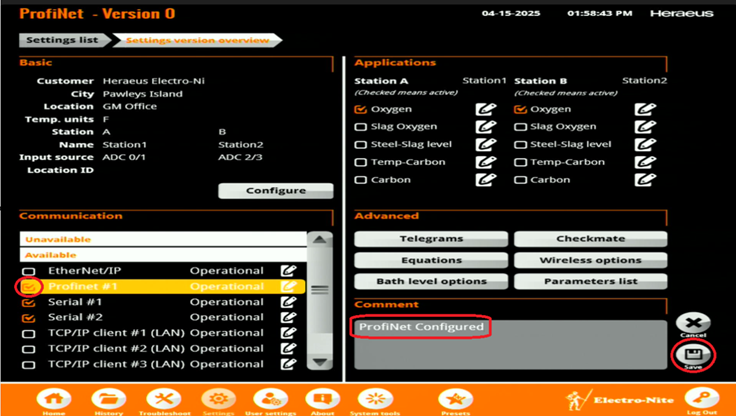 ProfiNet - Version 0
04-15-2025 01:58:43 PM Heraeus
Settings list Settings version overview
Basic
Customer Heraeus Electro-Ni
City Pawleys Island
Location GM Office
Temp. units F
Station A B
Name Station1 Station2
Input source ADC 0/1 ADC 2/3
Location ID
Configure
Applications
Station A Station1 Station B Station2
(Checked means active) (Checked means active)
Oxygen Oxygen
Slag Oxygen Slag Oxygen
Steel-Slag level Steel-Slag level
Temp-Carbon Temp-Carbon
Carbon Carbon
Communication
Unavailable
Available
EtherNet/IP Operational
Profinet #1 Operational
Serial #1 Operational
Serial #2 Operational
TCP/IP client #1 (LAN) Operational
TCP/IP client #2 (LAN) Operational
TCP/IP client #3 (LAN) Operational
Advanced
Telegrams Checkmate
Equations Wireless options
Bath level options Parameters list
Comment
ProfiNet Configured
Cancel
Save
Home History Troubleshoot Settings User settings About System tools Presets Electro-Nite Log Out